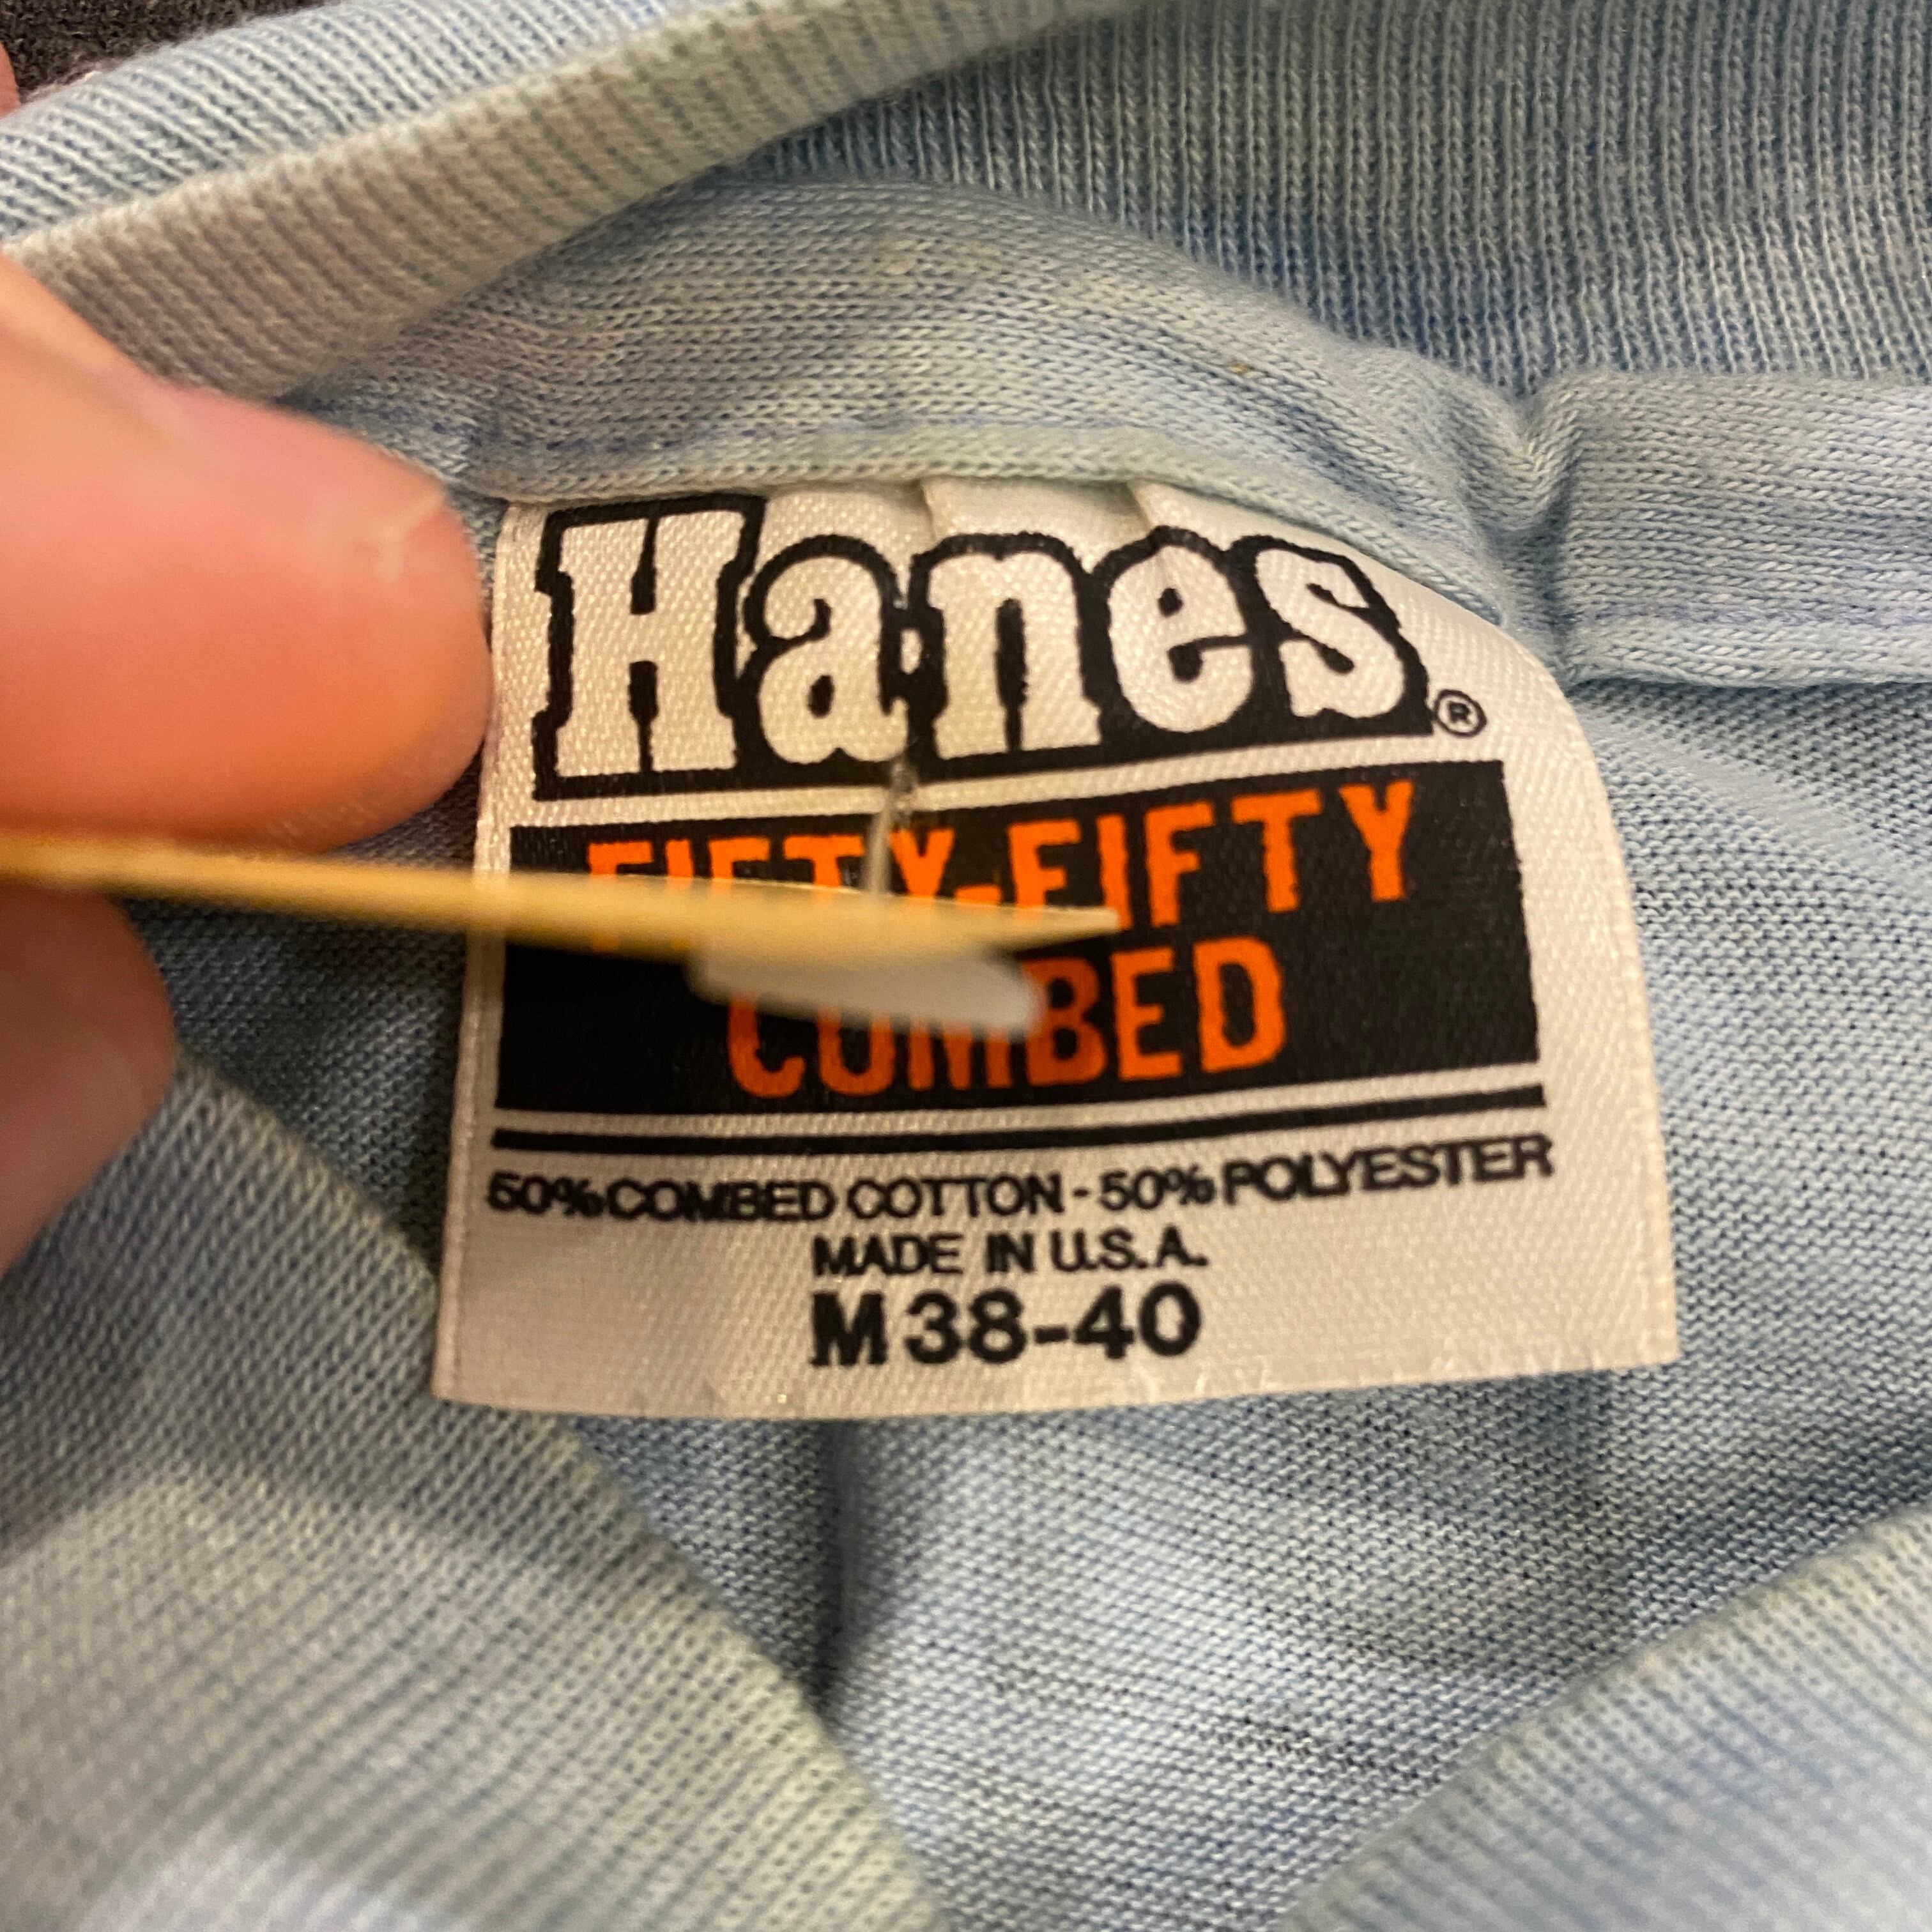 Hanes®
FIFTY-FIFTY
COMBED
50% COMBED COTTON - 50% POLYESTER
MADE IN U.S.A.
M 38-40